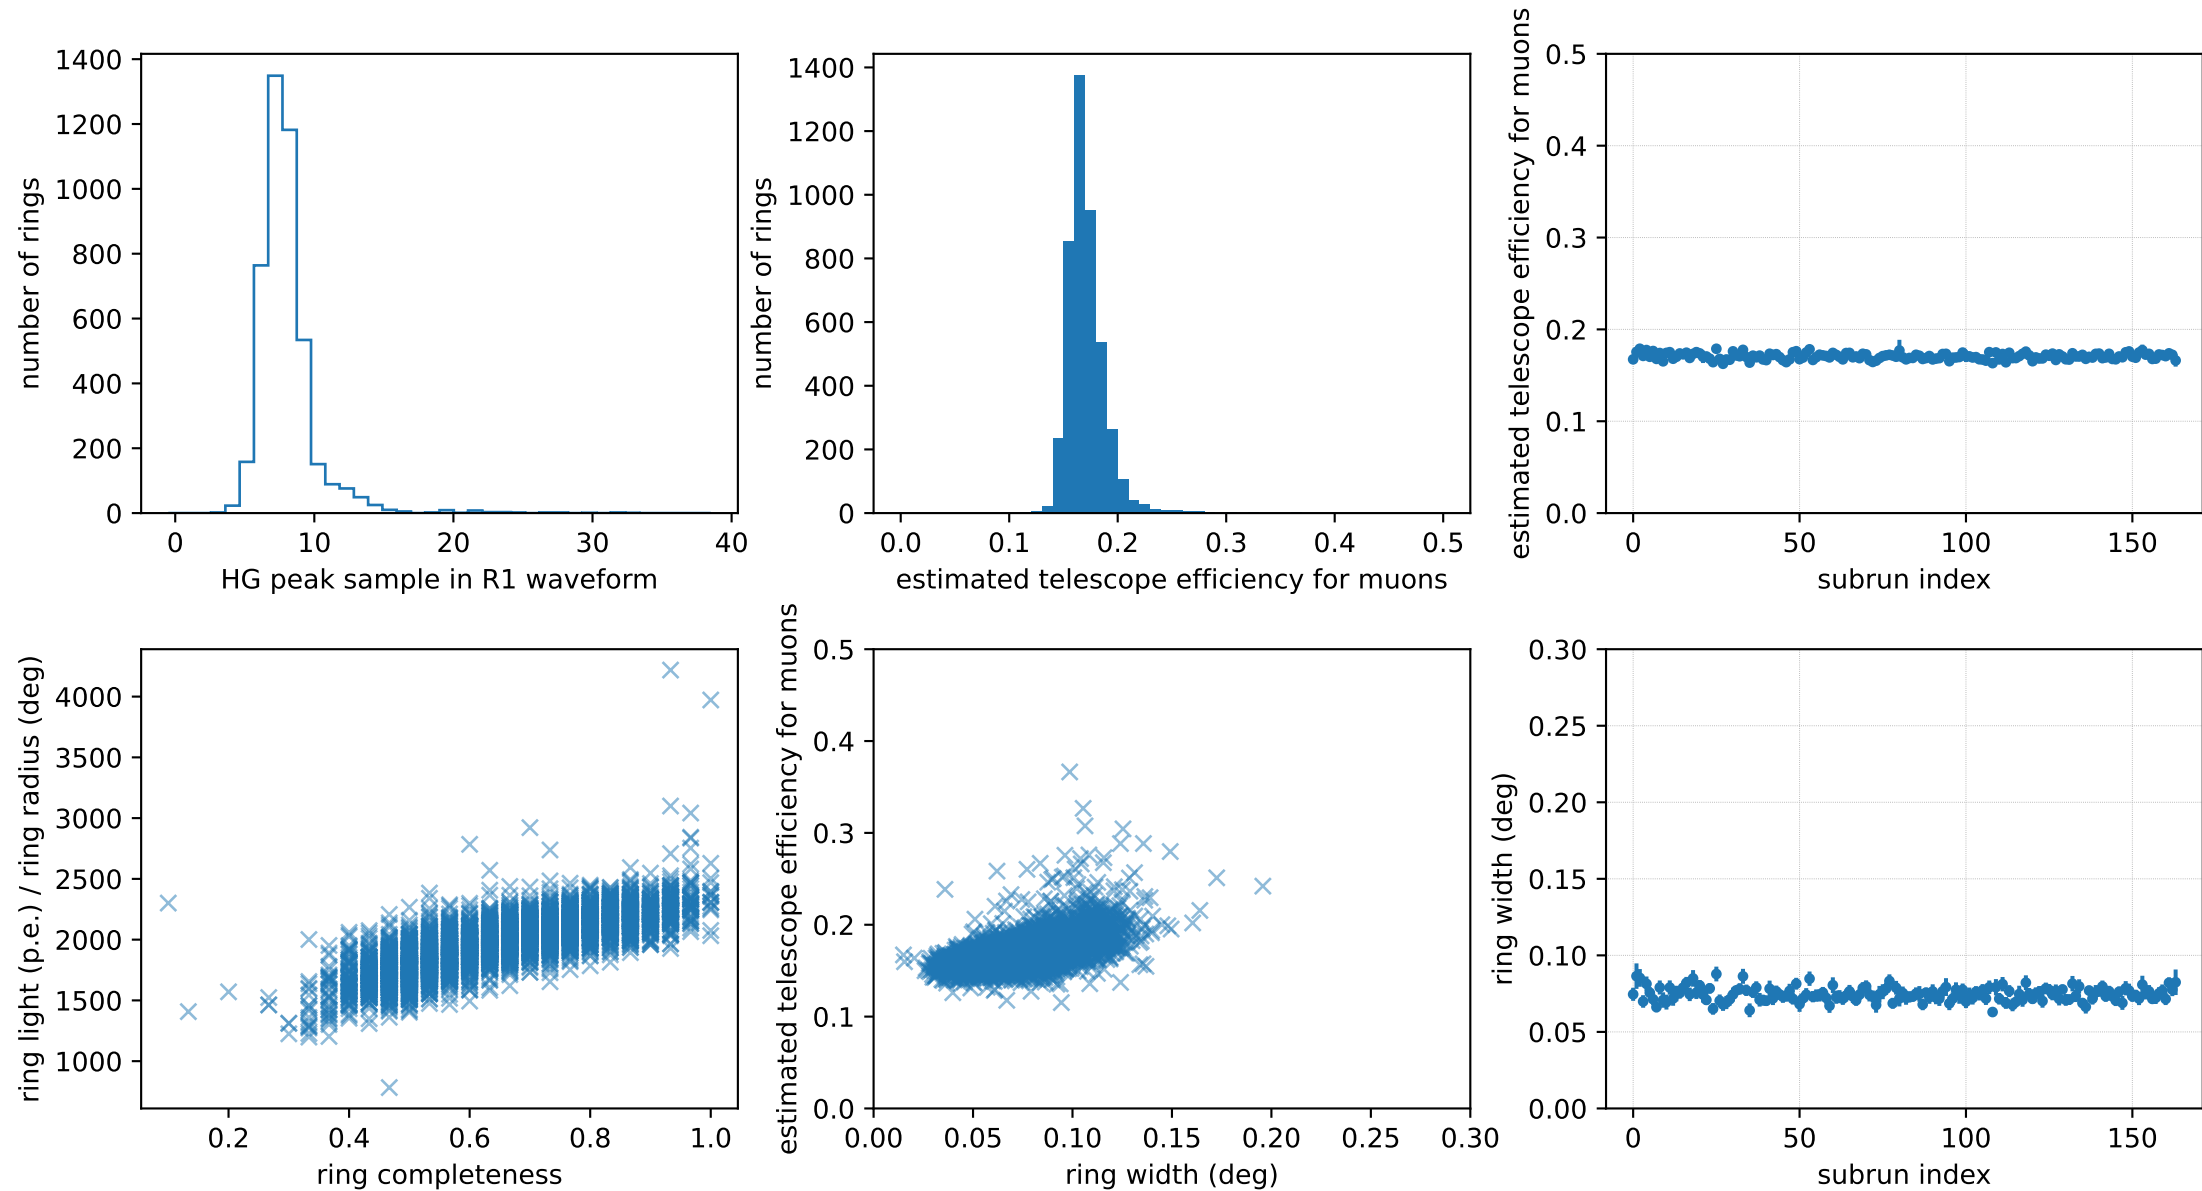 1400
1200
1000
800
600
400
200
0
number of rings
0 10 20 30 40
HG peak sample in R1 waveform
1400
1200
1000
800
600
400
200
0
number of rings
0.0 0.1 0.2 0.3 0.4 0.5
estimated telescope efficiency for muons
0.5
0.4
0.3
0.2
0.1
0.0
estimated telescope efficiency for muons
0 50 100 150
subrun index
4000
3500
3000
2500
2000
1500
1000
ring light (p.e.) / ring radius (deg)
0.2 0.4 0.6 0.8 1.0
ring completeness
0.5
0.4
0.3
0.2
0.1
0.0
estimated telescope efficiency for muons
0.00 0.05 0.10 0.15 0.20 0.25 0.30
ring width (deg)
0.30
0.25
0.20
0.15
0.10
0.05
0.00
ring width (deg)
0 50 100 150
subrun index